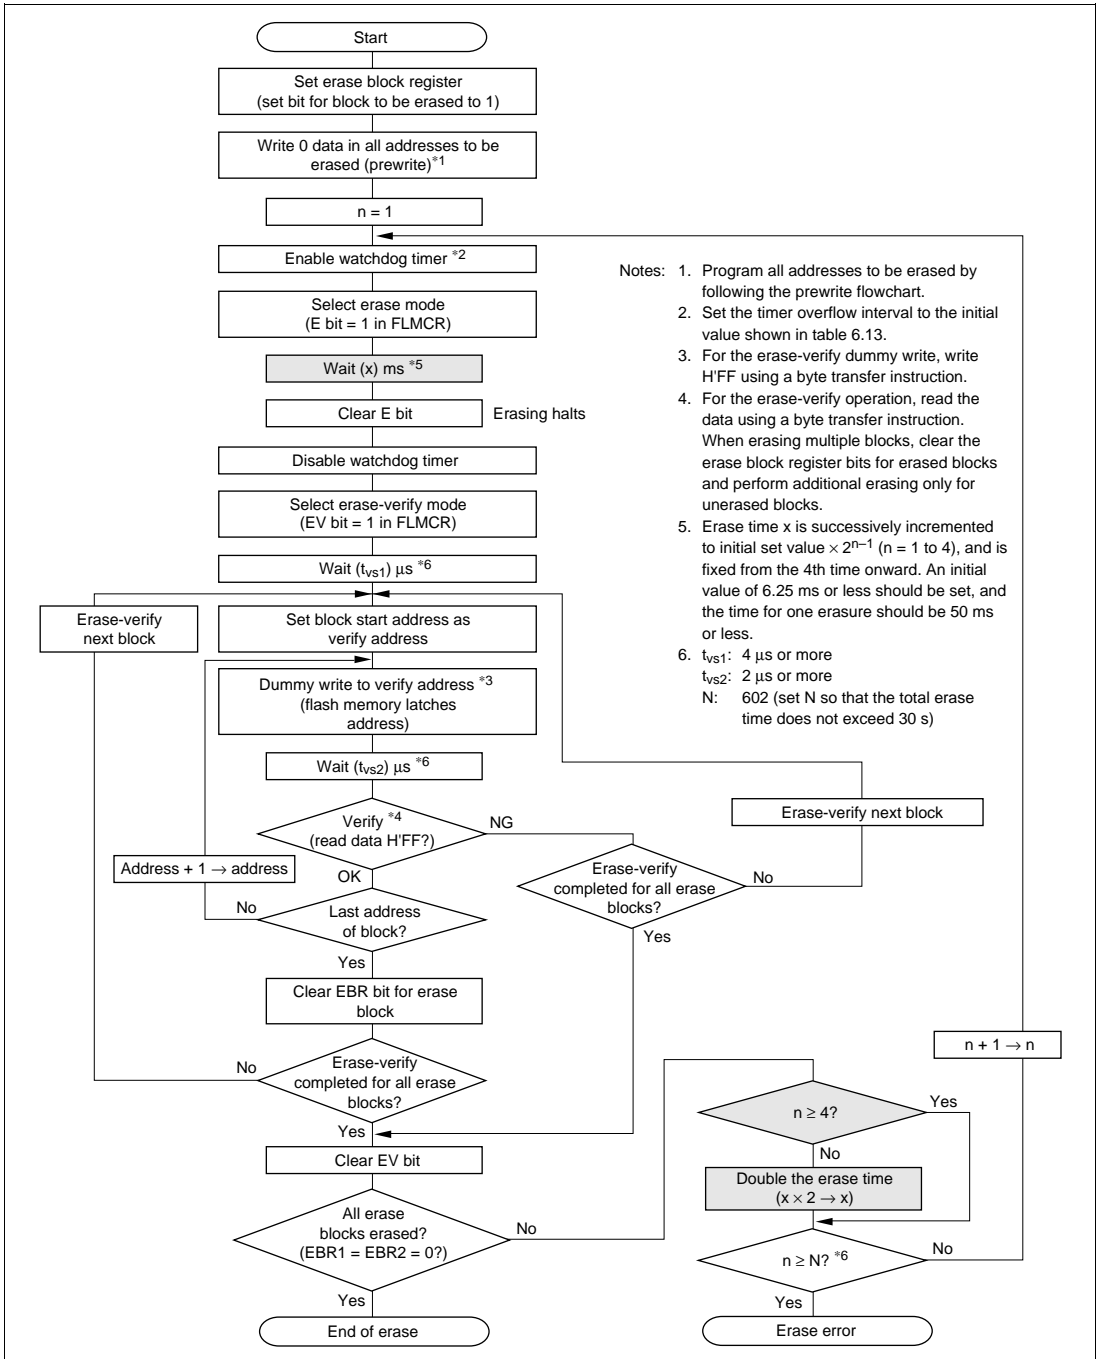 Start
Set erase block register
(set bit for block to be erased to 1)
Write 0 data in all addresses to be
erased (prewrite)*1
n = 1
Enable watchdog timer *2
Select erase mode
(E bit = 1 in FLMCR)
Wait (x) ms *5
Clear E bit
Erasing halts
Disable watchdog timer
Select erase-verify mode
(EV bit = 1 in FLMCR)
Wait (tvs1) μs *6
Erase-verify
next block
Set block start address as
verify address
Dummy write to verify address *3
(flash memory latches
address)
Wait (tvs2) μs *6
Verify *4
(read data H'FF?)
NG
OK
Address + 1 → address
No
Last address
of block?
Yes
Clear EBR bit for erase
block
No
Erase-verify
completed for all erase
blocks?
Yes
Clear EV bit
All erase
blocks erased?
(EBR1 = EBR2 = 0?)
No
Yes
End of erase
Notes: 1. Program all addresses to be erased by
following the prewrite flowchart.
2. Set the timer overflow interval to the initial
value shown in table 6.13.
3. For the erase-verify dummy write, write
H'FF using a byte transfer instruction.
4. For the erase-verify operation, read the
data using a byte transfer instruction.
When erasing multiple blocks, clear the
erase block register bits for erased blocks
and perform additional erasing only for
unerased blocks.
5. Erase time x is successively incremented
to initial set value × 2n–1 (n = 1 to 4), and is
fixed from the 4th time onward. An initial
value of 6.25 ms or less should be set, and
the time for one erasure should be 50 ms
or less.
6. tvs1: 4 μs or more
tvs2: 2 μs or more
N: 602 (set N so that the total erase
time does not exceed 30 s)
Erase-verify next block
Erase-verify
completed for all erase
blocks?
No
Yes
n + 1 → n
n ≥ 4?
Yes
No
Double the erase time
(x × 2 → x)
n ≥ N? *6
No
Yes
Erase error